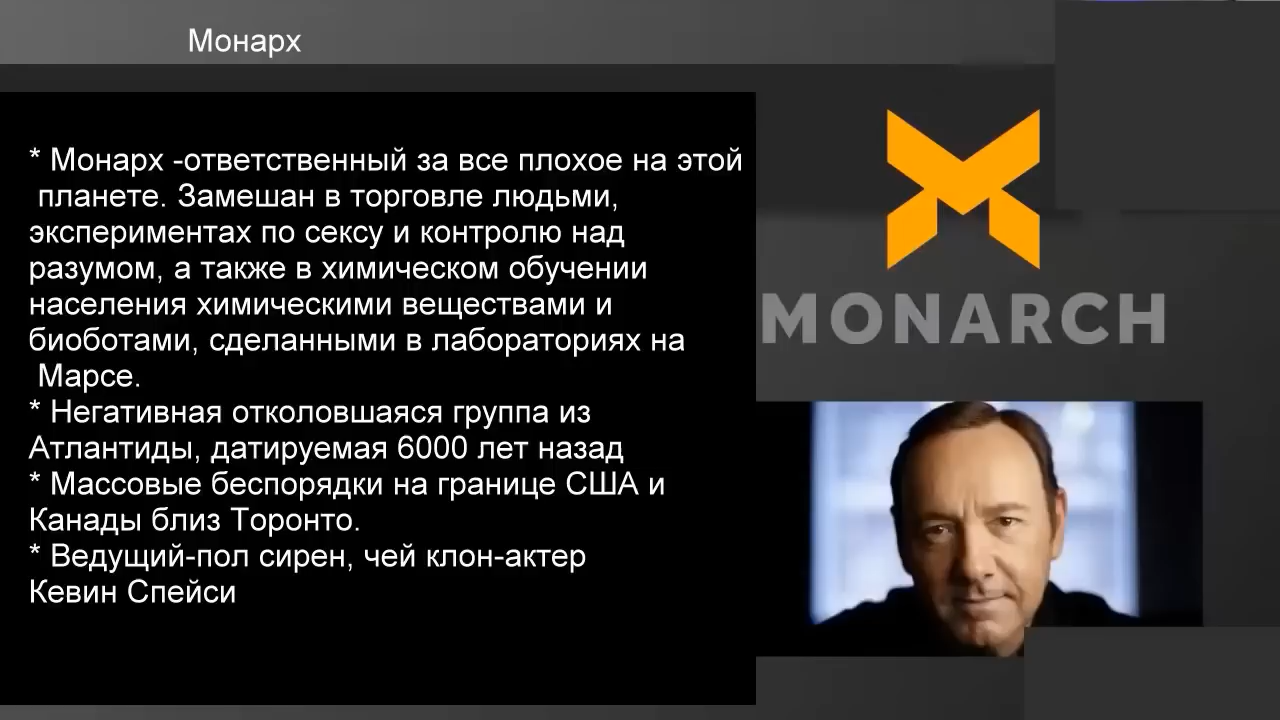 Монарх
* Монарх -ответственный за все плохое на этой
планете. Замешан в торговле людьми,
экспериментах по сексу и контролю над
разумом, а также в химическом обучении
населения химическими веществами и
биоботами, сделанными в лабораториях на
Марсе.
* Негативная отколовшаяся группа из
Атлантиды, датируемая 6000 лет назад
* Массовые беспорядки на границе США и
Канады близ Торонто.
* Ведущий-пол сирен, чей клон-актер
Кевин Спейси
MONARCH